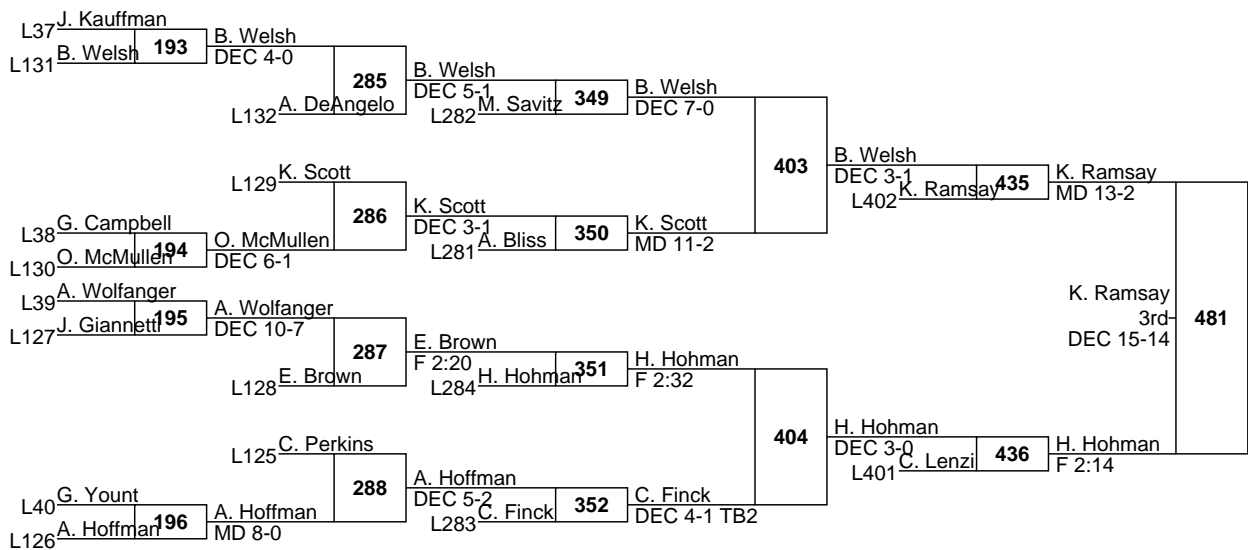 J. Kauffman
L37
193
B. Welsh
DEC 4-0
B. Welsh
L131
285
B. Welsh
DEC 5-1
A. DeAngelo
L132
M. Savitz
L282
349
B. Welsh
DEC 7-0
403
B. Welsh
DEC 3-1
K. Scott
L129
286
K. Scott
DEC 3-1
G. Campbell
L38
194
O. McMullen
DEC 6-1
O. McMullen
L130
A. Bliss
L281
350
K. Scott
MD 11-2
K. Ramsay
L402
435
K. Ramsay
MD 13-2
A. Wolfanger
L39
195
A. Wolfanger
DEC 10-7
J. Giannetti
L127
287
E. Brown
F 2:20
E. Brown
L128
H. Hohman
L284
351
H. Hohman
F 2:32
K. Ramsay
3rd
DEC 15-14
481
404
H. Hohman
DEC 3-0
C. Perkins
L125
288
A. Hoffman
DEC 5-2
G. Yount
L40
196
A. Hoffman
MD 8-0
A. Hoffman
L126
C. Finck
L283
352
C. Finck
DEC 4-1 TB2
C. Lenzi
L401
436
H. Hohman
F 2:14